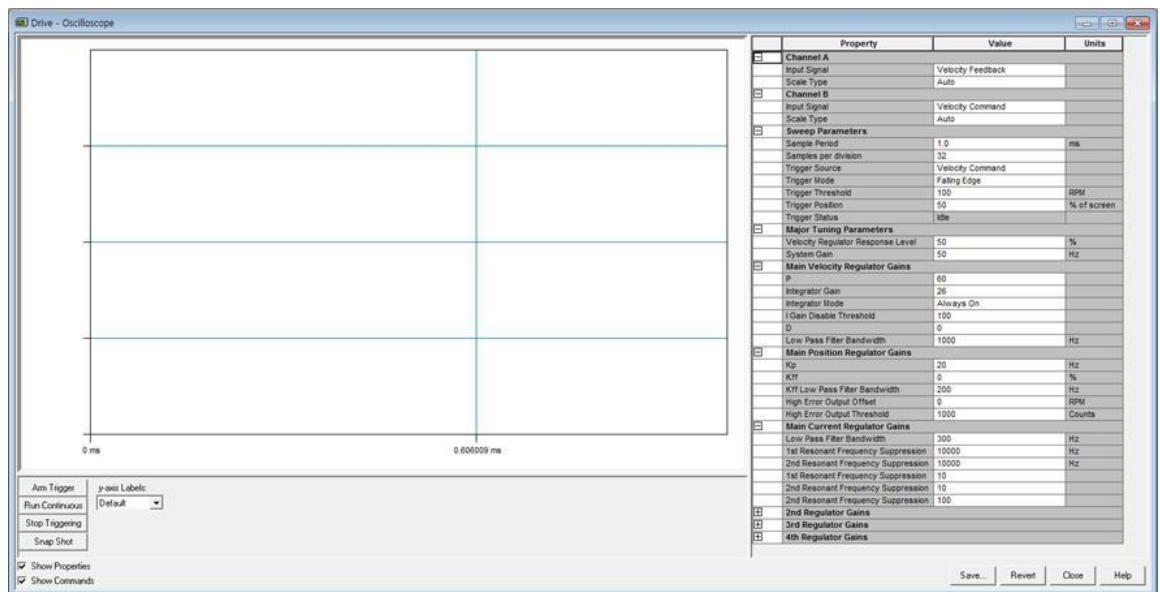 Drive - Oscilloscope
0 ms
0.606009 ms
Property Value Units
Channel A
Input Signal Velocity Feedback
Scale Type Auto
Channel B
Input Signal Velocity Command
Scale Type Auto
Sweep Parameters
Sample Period 1.0 ms
Samples per division 32
Trigger Source Velocity Command
Trigger Mode Falling Edge
Trigger Threshold 100 RPM
Trigger Position 50 % of screen
Trigger Status Idle
Major Tuning Parameters
Velocity Regulator Response Level 50 %
System Gain 50 Hz
Main Velocity Regulator Gains
P 60
Integrator Gain 26
Integrator Mode Always On
I Gain Disable Threshold 100
D 0
Low Pass Filter Bandwidth 1000 Hz
Main Position Regulator Gains
Kp 20 Hz
Kff 0 %
Kff Low Pass Filter Bandwidth 200 Hz
High Error Output Offset 0 RPM
High Error Output Threshold 1000 Counts
Main Current Regulator Gains
Low Pass Filter Bandwidth 300 Hz
1st Resonant Frequency Suppression 10000 Hz
2nd Resonant Frequency Suppression 10000 Hz
1st Resonant Frequency Suppression 10
2nd Resonant Frequency Suppression 10
2nd Resonant Frequency Suppression 100
2nd Regulator Gains
3rd Regulator Gains
4th Regulator Gains
Arm Trigger
Run Continuous
Stop Triggering
Snap Shot
y-axis Labels:
Default
Show Properties
Show Commands
Save... Revert Close Help